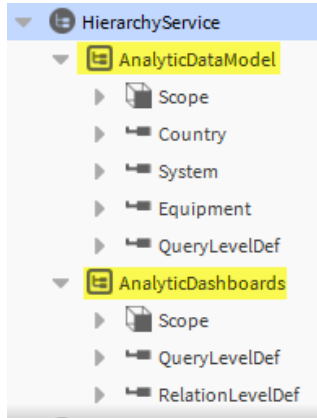 HierarchyService
AnalyticDataModel
Scope
Country
System
Equipment
QueryLevelDef
AnalyticDashboards
Scope
QueryLevelDef
RelationLevelDef